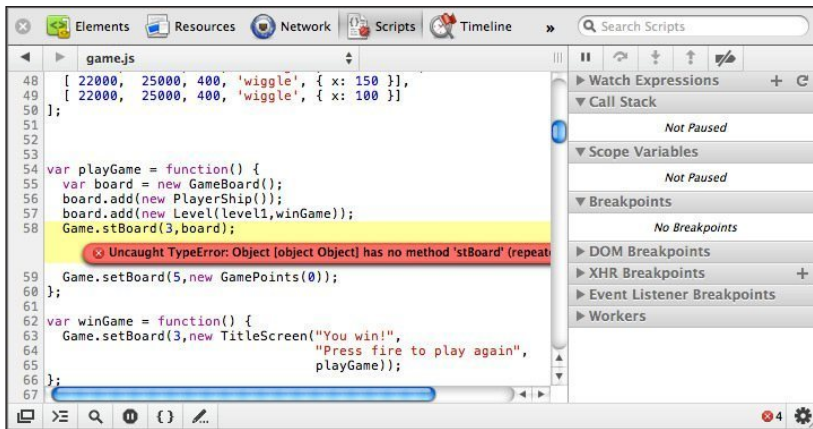 Elements Resources Network Scripts Timeline » Search Scripts
game.js
48 [ 22000, 25000, 400, 'wiggle', { x: 150 }],
49 [ 22000, 25000, 400, 'wiggle', { x: 100 }]
50 ];
51
52
53
54 var playGame = function() {
55 var board = new GameBoard();
56 board.add(new PlayerShip());
57 board.add(new Level(level1,winGame));
58 Game.stBoard(3,board);
Uncaught TypeError: Object [object Object] has no method 'stBoard' (repeate
59 Game.setBoard(5,new GamePoints(0));
60 };
61
62 var winGame = function() {
63 Game.setBoard(3,new TitleScreen("You win!",
64 "Press fire to play again",
65 playGame));
66 };
67
Watch Expressions +
Call Stack
Not Paused
Scope Variables
Not Paused
Breakpoints
No Breakpoints
DOM Breakpoints
XHR Breakpoints +
Event Listener Breakpoints
Workers
{ } 4